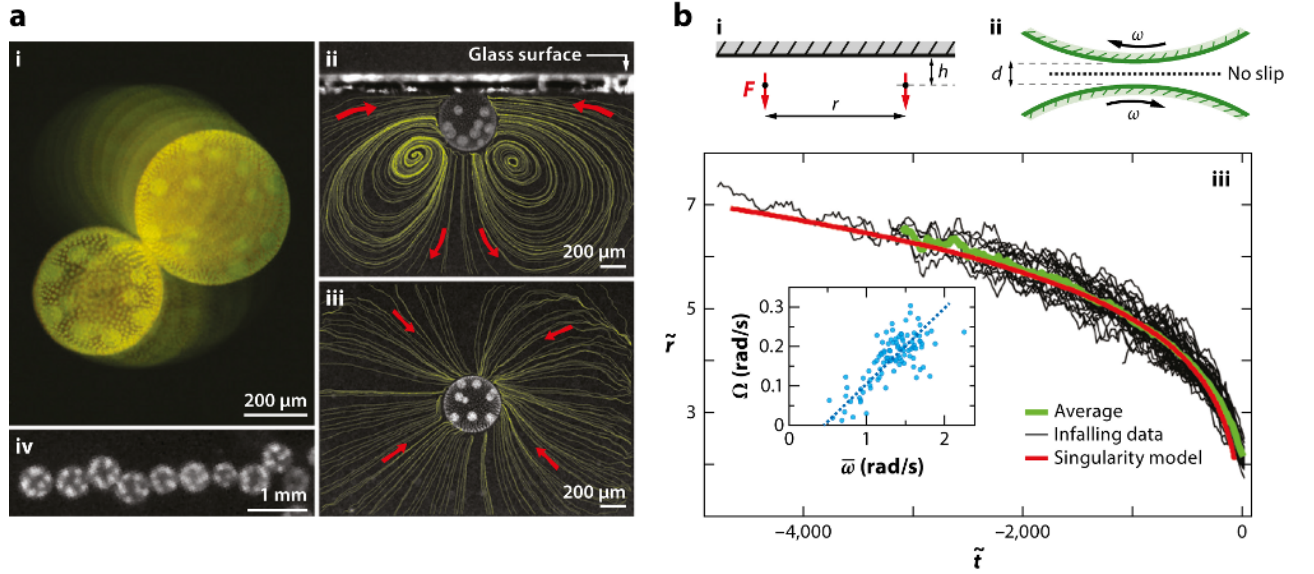 a
i
200 µm
ii
Glass surface
200 µm
iii
200 µm
iv
1 mm
b
i
h
F
r
ii
ω
d
No slip
ω
iii
7
5
3
r̃
−4,000
−2,000
0
t̃
0.3
0.2
0.1
0
Ω (rad/s)
0
1
2
ω̅ (rad/s)
Average
Infalling data
Singularity model